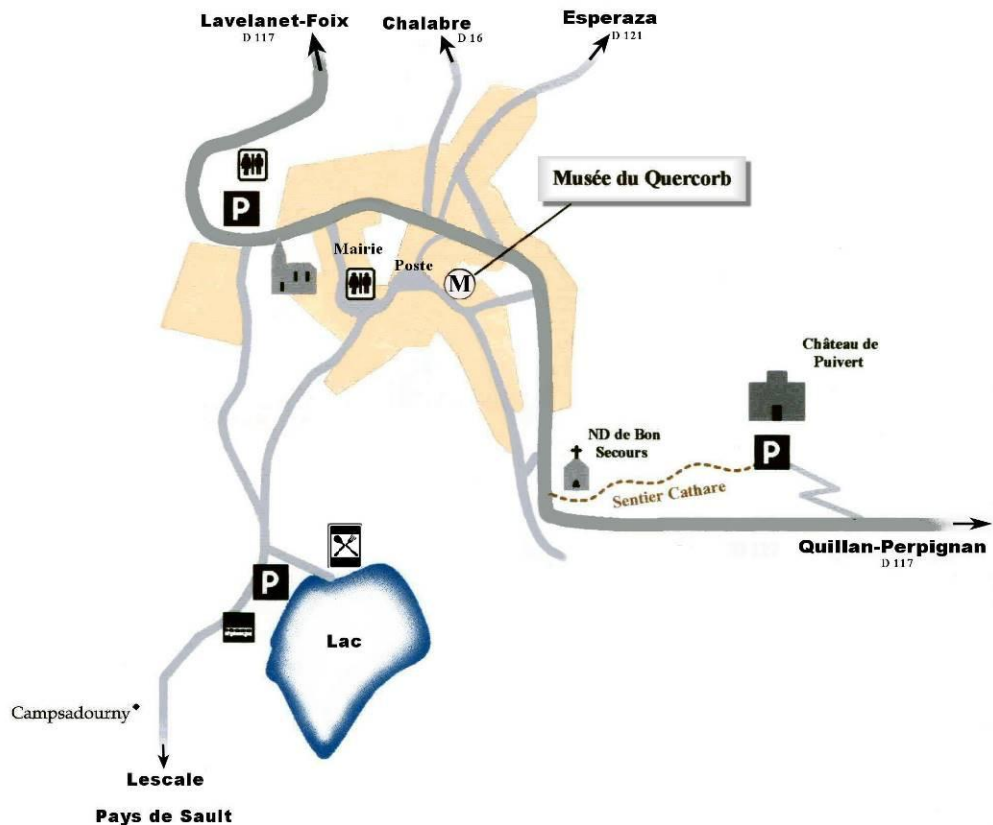 Lavelanet-Foix
D 117
Chalabre
D 16
Esperaza
D 121
Musée du Quercorb
P
Mairie
Poste
M
Château de
Puivert
ND de Bon
Secours
P
Sentier Cathare
Quillan-Perpignan
D 117
P
Lac
Campsadourny
Lescale
Pays de Sault